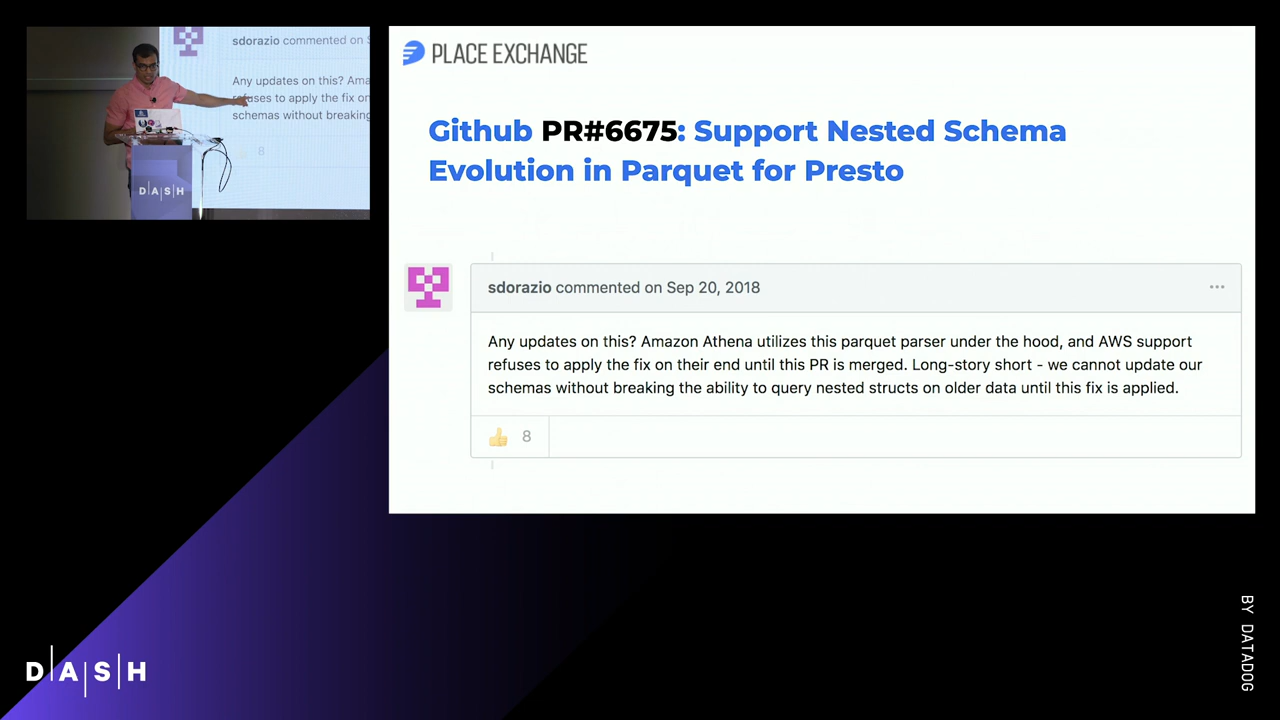 sdorazio commented on S
Any updates on this? Ama
refuses to apply the fix on
schemas without breaking
8
D|A|S|H
PLACE EXCHANGE
Github PR#6675: Support Nested Schema
Evolution in Parquet for Presto
sdorazio commented on Sep 20, 2018
Any updates on this? Amazon Athena utilizes this parquet parser under the hood, and AWS support
refuses to apply the fix on their end until this PR is merged. Long-story short - we cannot update our
schemas without breaking the ability to query nested structs on older data until this fix is applied.
8
D|A|S|H
BY DATADOG